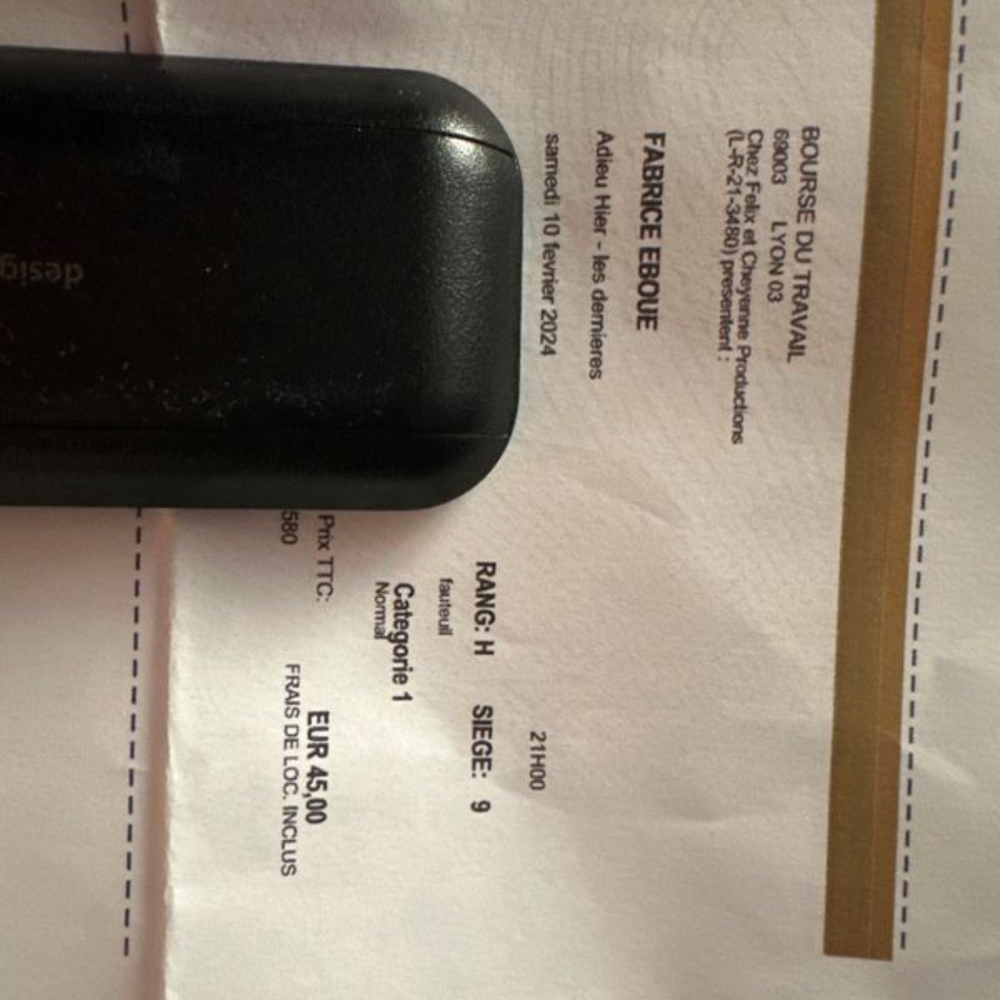 BOURSE DU TRAVAIL
69003 LYON 03
Chez Felix et Cheyenne Productions
(L-R-21-3480) presentent :
FABRICE EBOUE
Adieu Hier - les dernieres
samedi 10 fevrier 2024 21H00
RANG: H SIEGE: 9
fauteuil
Categorie 1
Normal
Prix TTC: EUR 45,00
580 FRAIS DE LOC. INCLUS
desig